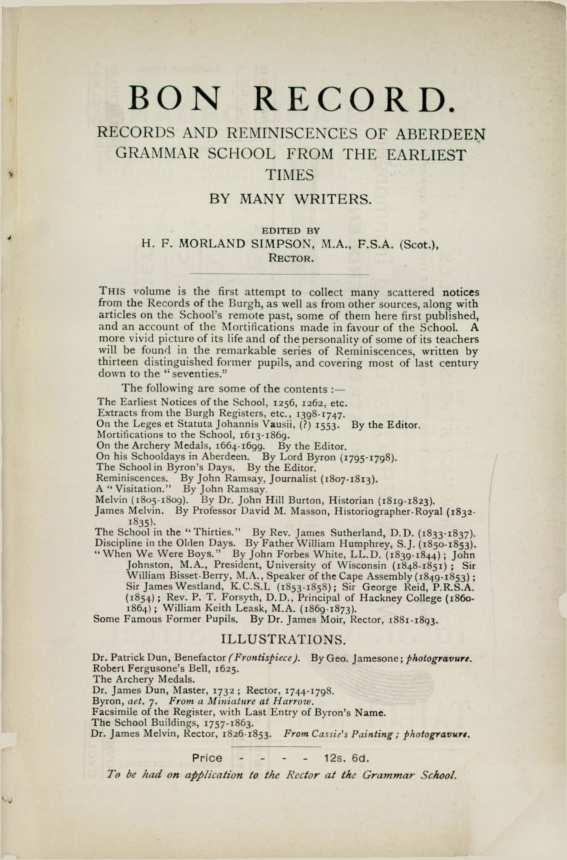 BON RECORD.
RECORDS AND REMINISCENCES OF ABERDEEN
GRAMMAR SCHOOL FROM THE EARLIEST
TIMES
BY MANY WRITERS.
EDITED BY
H. F. MORLAND SIMPSON, M.A., F.S.A. (Scot.),
RECTOR.
THIS volume is the first attempt to collect many scattered notices
from the Records of the Burgh, as well as from other sources, along with
articles on the School's remote past, some of them here first published,
and an account of the Mortifications made in favour of the School. A
more vivid picture of its life and of the personality of some of its teachers
will be found in the remarkable series of Reminiscences, written by
thirteen distinguished former pupils, and covering most of last century
down to the "seventies."
The following are some of the contents :—
The Earliest Notices of the School, 1256, 1262, etc.
Extracts from the Burgh Registers, etc., 1398-1747.
On the Leges et Statuta Johannis Vausii, (?) 1553. By the Editor.
Mortifications to the School, 1613-1869.
On the Archery Medals, 1664-1699. By the Editor.
On his Schooldays in Aberdeen. By Lord Byron (1795-1798).
The School in Byron's Days. By the Editor.
Reminiscences. By John Ramsay, Journalist (1807-1813).
A "Visitation." By John Ramsay.
Melvin (1805-1809). By Dr. John Hill Burton, Historian (1819-1823).
James Melvin. By Professor David M. Masson, Historiographer-Royal (1832-
1835).
The School in the "Thirties." By Rev. James Sutherland, D.D. (1833-1837).
Discipline in the Olden Days. By Father William Humphrey, S.J. (1850-1853).
"When We Were Boys." By John Forbes White, LL.D. (1839-1844); John
Johnston, M.A., President, University of Wisconsin (1848-1851); Sir
William Bisset-Berry, M.A., Speaker of the Cape Assembly (1849-1853);
Sir James Westland, K.C.S.I. (1853-1858); Sir George Reid, P.R.S.A.
(1854); Rev. P. T. Forsyth, D.D., Principal of Hackney College (1860-
1864); William Keith Leask, M.A. (1869-1873).
Some Famous Former Pupils. By Dr. James Moir, Rector, 1881-1893.
ILLUSTRATIONS.
Dr. Patrick Dun, Benefactor (Frontispiece). By Geo. Jamesone; photogravure.
Robert Fergusone's Bell, 1625.
The Archery Medals.
Dr. James Dun, Master, 1732; Rector, 1744-1798.
Byron, aet. 7. From a Miniature at Harrow.
Facsimile of the Register, with Last Entry of Byron's Name.
The School Buildings, 1757-1863.
Dr. James Melvin, Rector, 1826-1853. From Cassie's Painting; photogravure.
Price - - - - 12s. 6d.
To be had on application to the Rector at the Grammar School.